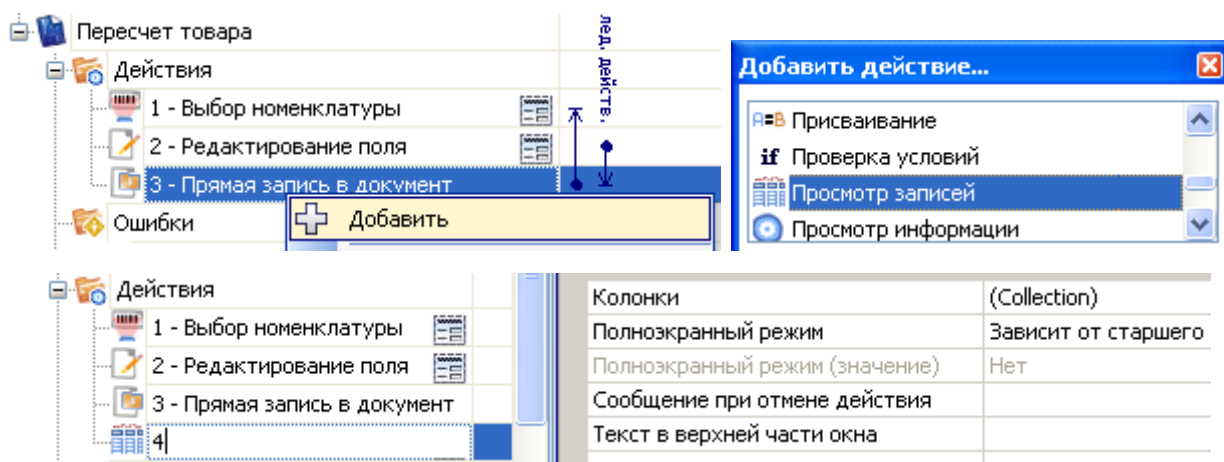 Пересчет товара
лед. действ.
Действия
1 - Выбор номенклатуры
2 - Редактирование поля
3 - Прямая запись в документ
Ошибки
Добавить
Добавить действие...
A=B Присваивание
if Проверка условий
Просмотр записей
Просмотр информации
Действия
1 - Выбор номенклатуры
2 - Редактирование поля
3 - Прямая запись в документ
4
Колонки (Collection)
Полноэкранный режим Зависит от старшего
Полноэкранный режим (значение) Нет
Сообщение при отмене действия
Текст в верхней части окна